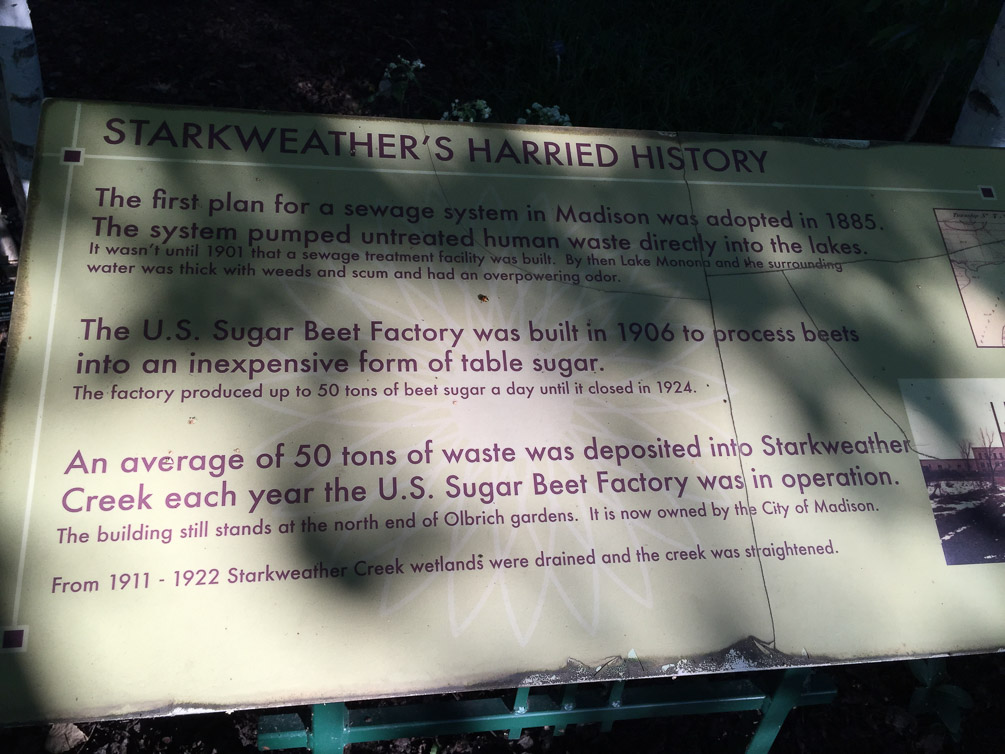 STARKWEATHER'S HARRIED HISTORY
The first plan for a sewage system in Madison was adopted in 1885.
The system pumped untreated human waste directly into the lakes.
It wasn't until 1901 that a sewage treatment facility was built. By then Lake Monona and the surrounding
water was thick with weeds and scum and had an overpowering odor.
The U.S. Sugar Beet Factory was built in 1906 to process beets
into an inexpensive form of table sugar.
The factory produced up to 50 tons of beet sugar a day until it closed in 1924.
An average of 50 tons of waste was deposited into Starkweather
Creek each year the U.S. Sugar Beet Factory was in operation.
The building still stands at the north end of Olbrich gardens. It is now owned by the City of Madison.
From 1911 - 1922 Starkweather Creek wetlands were drained and the creek was straightened.